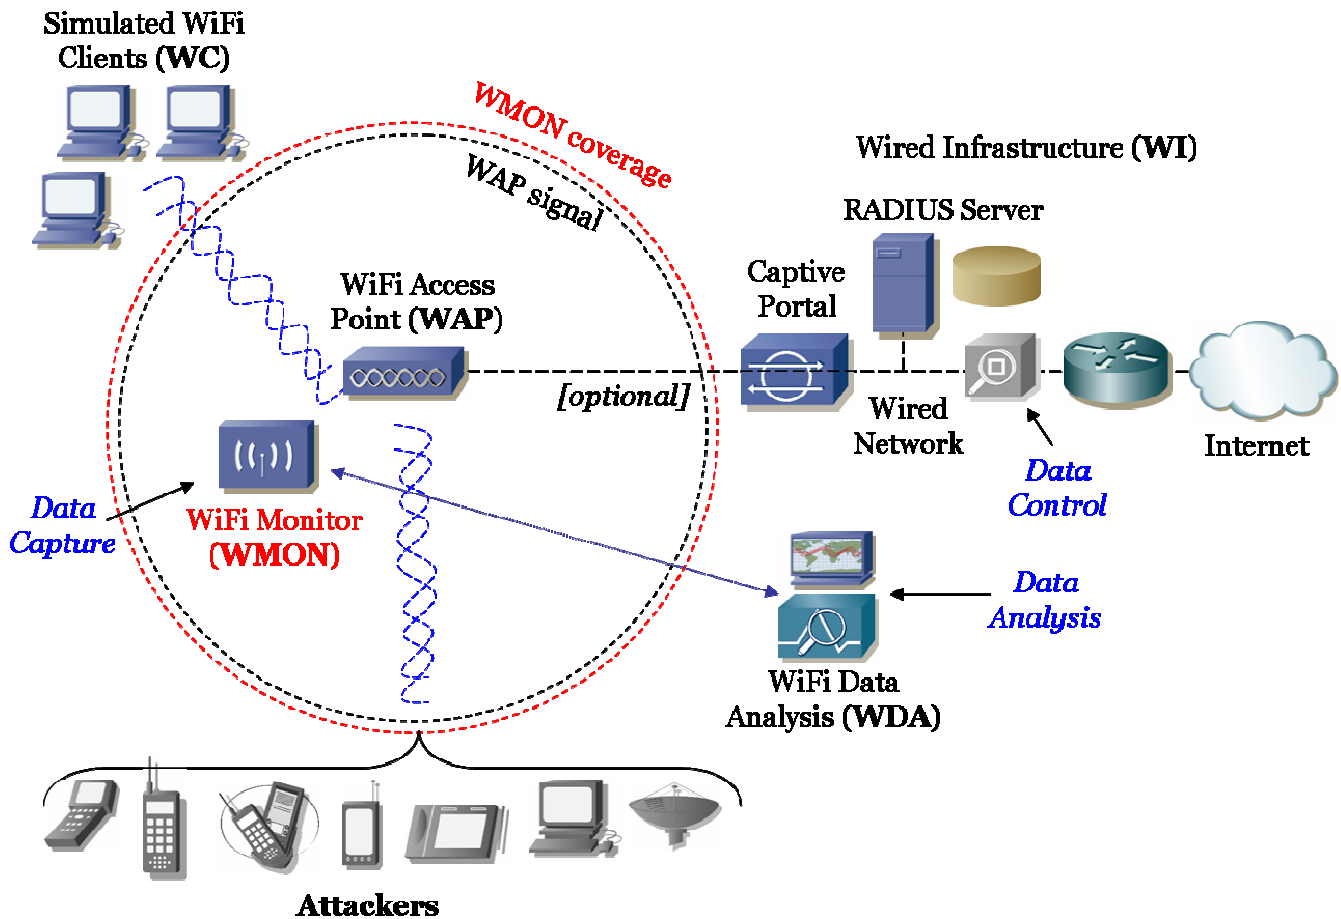 Simulated WiFi
Clients (WC)
WMON coverage
WAP signal
Wired Infrastructure (WI)
RADIUS Server
Captive
Portal
WiFi Access
Point (WAP)
[optional]
Wired
Network
Internet
Data
Control
Data
Capture
WiFi Monitor
(WMON)
Data
Analysis
WiFi Data
Analysis (WDA)
Attackers